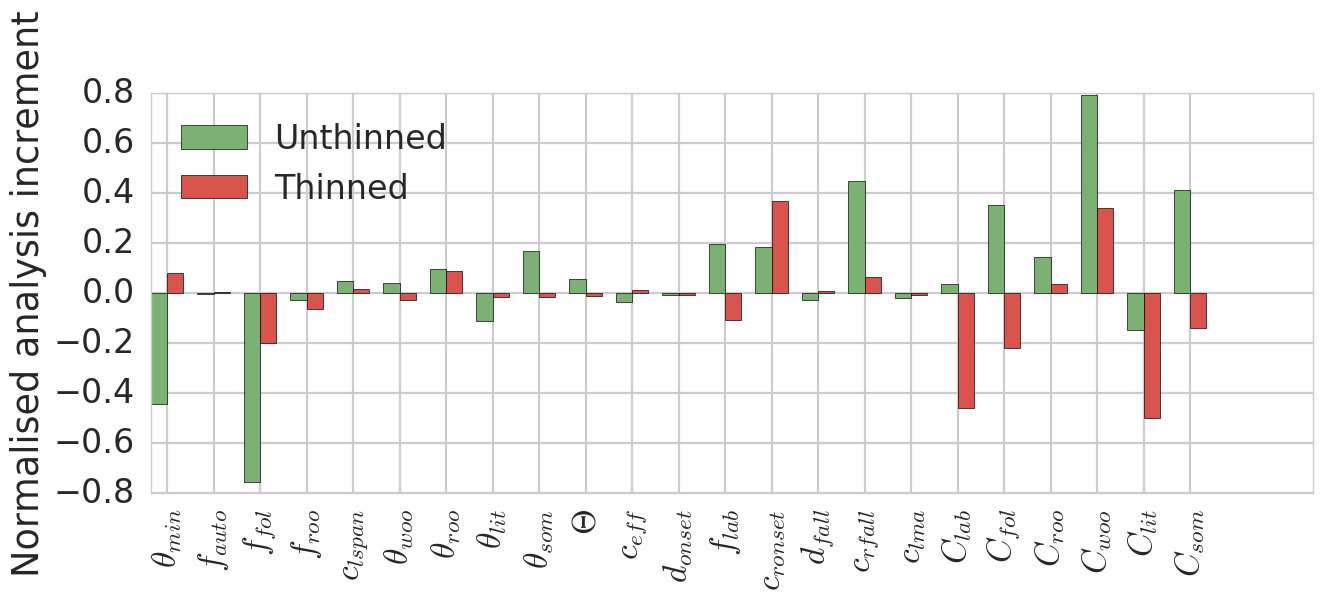 Normalised analysis increment
0.8
0.6
0.4
0.2
0.0
−0.2
−0.4
−0.6
−0.8
Unthinned
Thinned
θmin
fauto
ffol
froo
clspan
θwoo
θroo
θlit
θsom
Θ
ceff
donset
flab
cronset
dfall
crfall
clma
Clab
Cfol
Croo
Cwoo
Clit
Csom